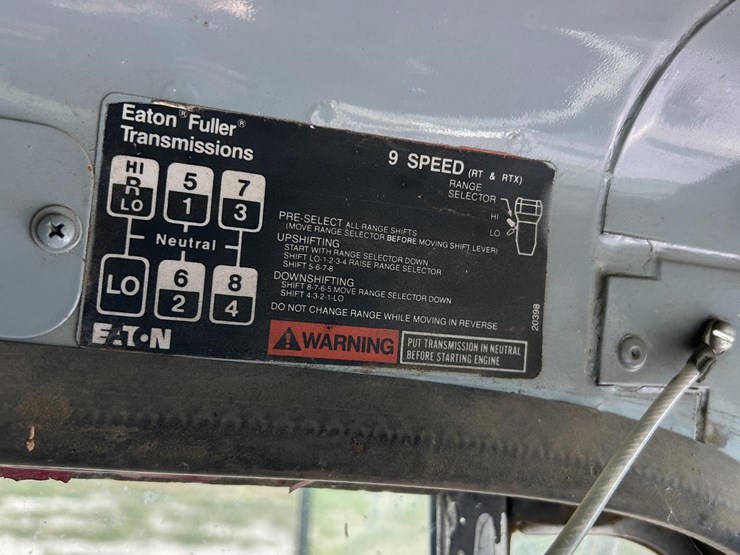 Eaton® Fuller®
Transmissions
9 SPEED (RT & RTX)
RANGE
SELECTOR
HI
LO
HI
R
LO
5
1
7
3
Neutral
LO
6
2
8
4
EATON
PRE-SELECT ALL RANGE SHIFTS
(MOVE RANGE SELECTOR BEFORE MOVING SHIFT LEVER)
UPSHIFTING
START WITH RANGE SELECTOR DOWN
SHIFT LO-1-2-3-4 RAISE RANGE SELECTOR
SHIFT 5-6-7-8
DOWNSHIFTING
SHIFT 8-7-6-5 MOVE RANGE SELECTOR DOWN
SHIFT 4-3-2-1-LO
DO NOT CHANGE RANGE WHILE MOVING IN REVERSE
20398
WARNING
PUT TRANSMISSION IN NEUTRAL
BEFORE STARTING ENGINE